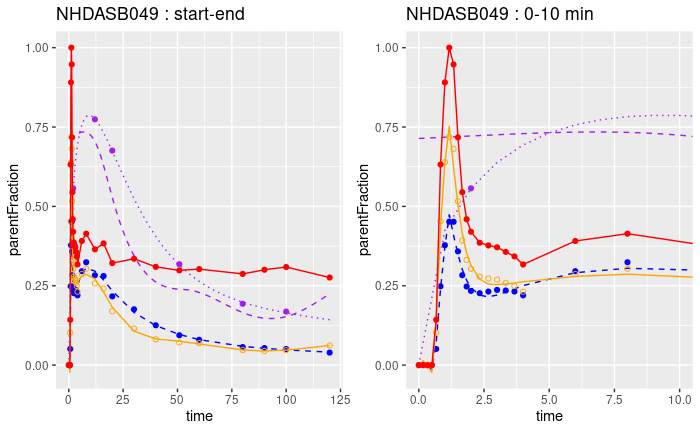 NHDASB049 : start-end
NHDASB049 : 0-10 min
parentFraction
1.00
0.75
0.50
0.25
0.00
0 25 50 75 100 125
time
parentFraction
1.00
0.75
0.50
0.25
0.00
0.0 2.5 5.0 7.5 10.0
time